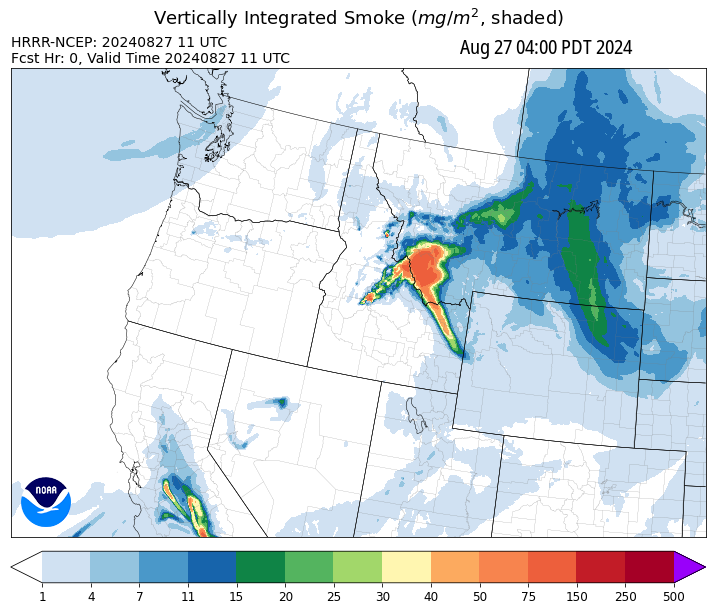 Vertically Integrated Smoke (mg/m², shaded)
HRRR-NCEP: 20240827 11 UTC
Aug 27 04:00 PDT 2024
Fcst Hr: 0, Valid Time 20240827 11 UTC
NOAA
1 4 7 11 15 20 25 30 40 50 75 150 250 500